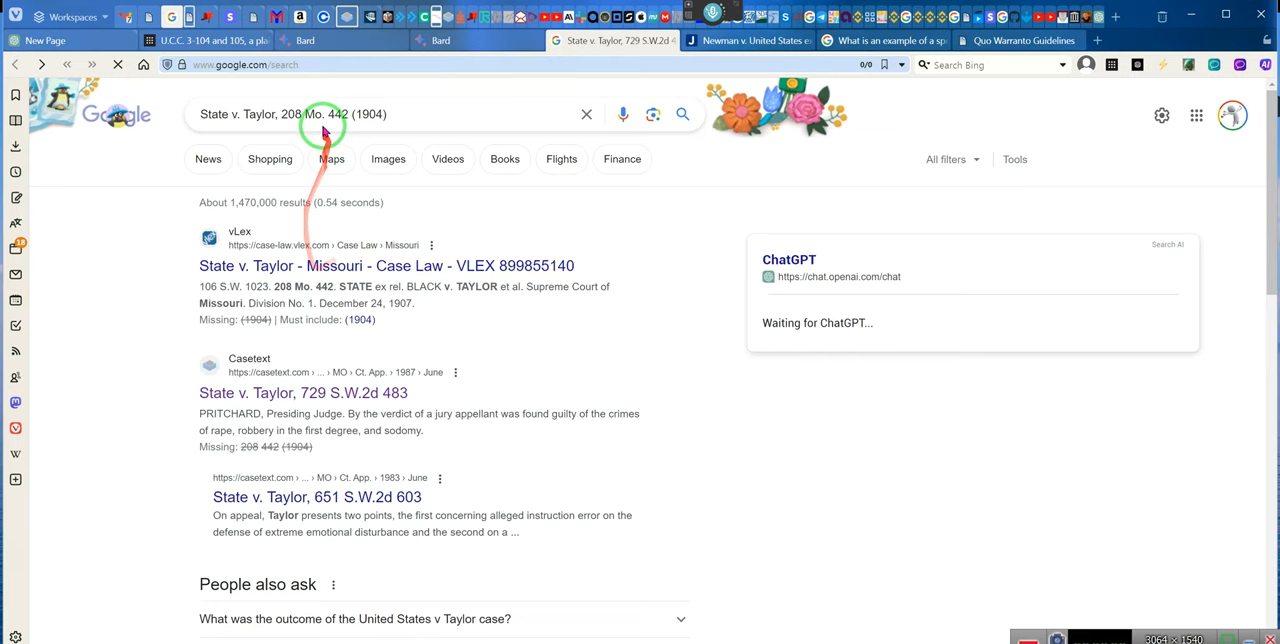 Workspaces
New Page
U.C.C. 3-104 and 105, a pla
Bard
Bard
State v. Taylor, 729 S.W.2d 4
Newman v. United States e
What is an example of a sp
Quo Warranto Guidelines
www.google.com/search
0/0
Search Bing
Google
State v. Taylor, 208 Mo. 442 (1904)
News
Shopping
Maps
Images
Videos
Books
Flights
Finance
All filters
Tools
About 1,470,000 results (0.54 seconds)
vLex
https://case-law.vlex.com › Case Law › Missouri
State v. Taylor - Missouri - Case Law - VLEX 899855140
106 S.W. 1023. 208 Mo. 442. STATE ex rel. BLACK v. TAYLOR et al. Supreme Court of
Missouri. Division No. 1. December 24, 1907.
Missing: (1904) | Must include: (1904)
Casetext
https://casetext.com › ... › MO › Ct. App. › 1987 › June
State v. Taylor, 729 S.W.2d 483
PRITCHARD, Presiding Judge. By the verdict of a jury appellant was found guilty of the crimes
of rape, robbery in the first degree, and sodomy.
Missing: 208 442 (1904)
https://casetext.com › ... › MO › Ct. App. › 1983 › June
State v. Taylor, 651 S.W.2d 603
On appeal, Taylor presents two points, the first concerning alleged instruction error on the
defense of extreme emotional disturbance and the second on a ...
People also ask
What was the outcome of the United States v Taylor case?
Search AI
ChatGPT
https://chat.openai.com/chat
Waiting for ChatGPT...
18
3064 × 1540